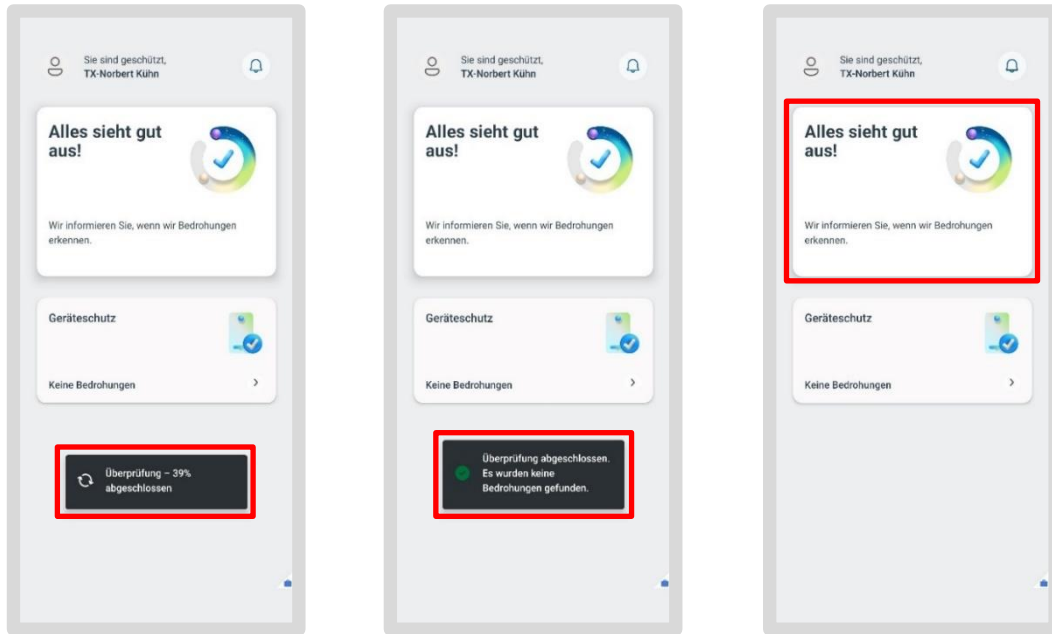 Sie sind geschützt,
TX-Norbert Kühn
Alles sieht gut
aus!
Wir informieren Sie, wenn wir Bedrohungen
erkennen.
Geräteschutz
Keine Bedrohungen
Überprüfung – 39%
abgeschlossen
Sie sind geschützt,
TX-Norbert Kühn
Alles sieht gut
aus!
Wir informieren Sie, wenn wir Bedrohungen
erkennen.
Geräteschutz
Keine Bedrohungen
Überprüfung abgeschlossen.
Es wurden keine
Bedrohungen gefunden.
Sie sind geschützt,
TX-Norbert Kühn
Alles sieht gut
aus!
Wir informieren Sie, wenn wir Bedrohungen
erkennen.
Geräteschutz
Keine Bedrohungen